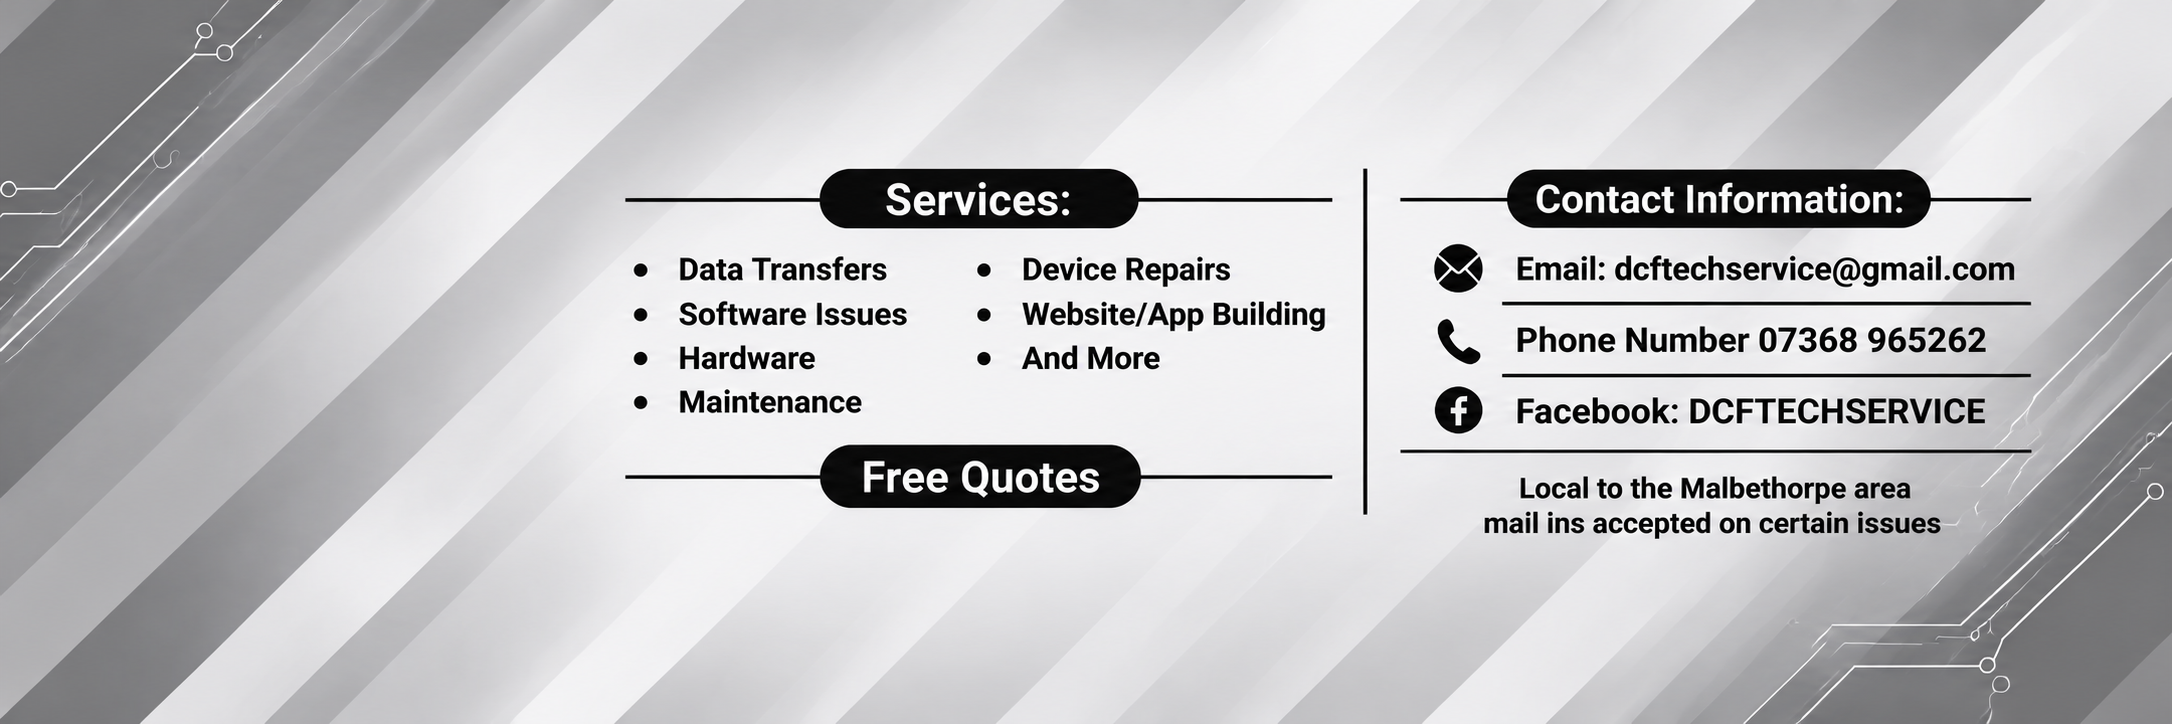 Services:
• Data Transfers
• Software Issues
• Hardware
• Maintenance
• Device Repairs
• Website/App Building
• And More
Free Quotes
Contact Information:
Email: dcftechservice@gmail.com
Phone Number 07368 965262
Facebook: DCFTECHSERVICE
Local to the Malbethorpe area
mail ins accepted on certain issues